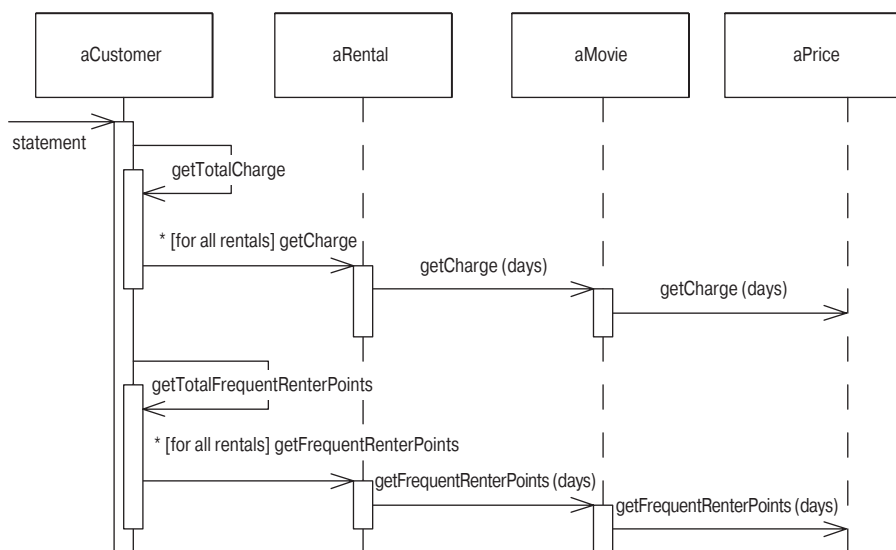 aCustomer
aRental
aMovie
aPrice
statement
getTotalCharge
* [for all rentals] getCharge
getCharge (days)
getCharge (days)
getTotalFrequentRenterPoints
* [for all rentals] getFrequentRenterPoints
getFrequentRenterPoints (days)
getFrequentRenterPoints (days)